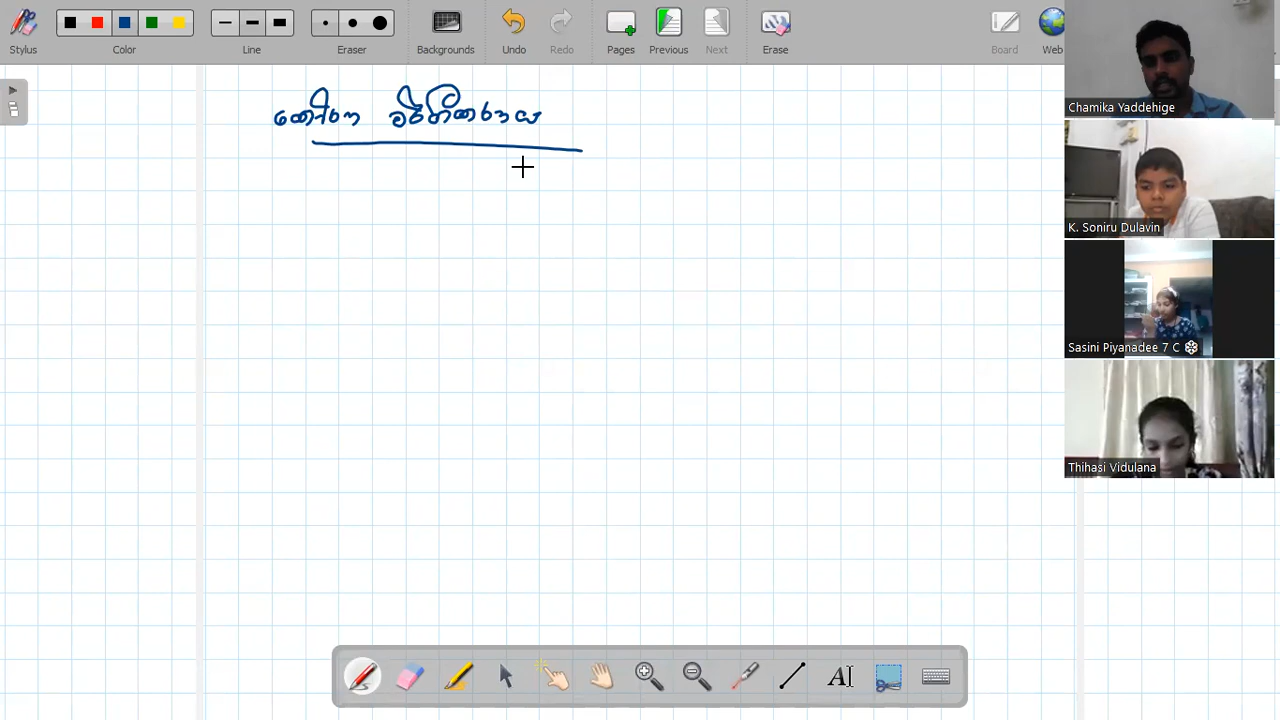 Stylus
Color
Line
Eraser
Backgrounds
Undo
Redo
Pages
Previous
Next
Erase
Board
Web
කෝණ වර්ගීකරණය
Chamika Yaddehige
K. Soniru Dulavin
Sasini Piyanadee 7 C
Thihasi Vidulana